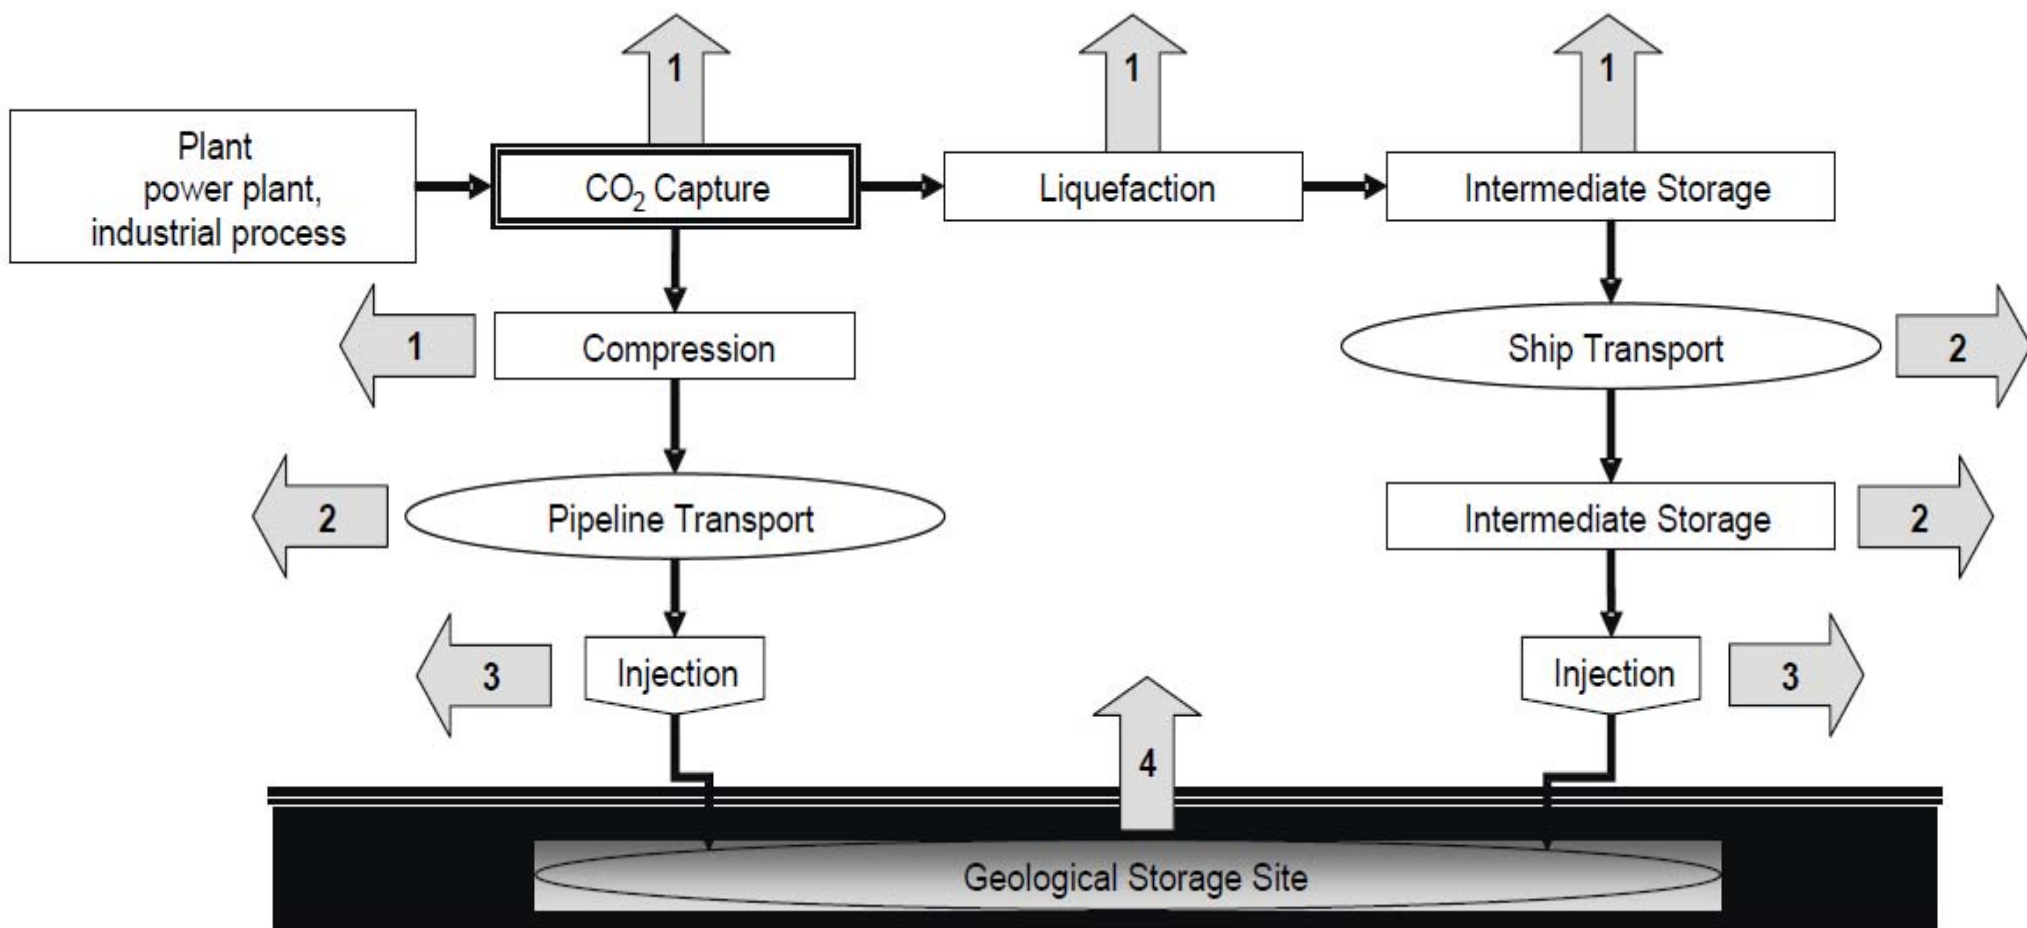 1
1
1
Plant
power plant,
industrial process
CO₂ Capture
Liquefaction
Intermediate Storage
1
Compression
Ship Transport
2
2
Pipeline Transport
Intermediate Storage
2
3
Injection
Injection
3
4
Geological Storage Site